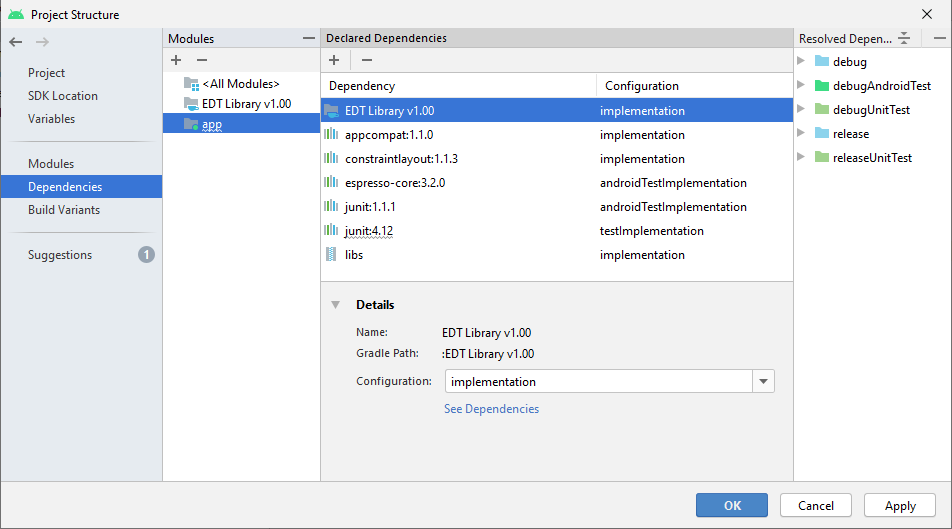 Project Structure
Project
SDK Location
Variables
Modules
Dependencies
Build Variants
Suggestions 1
Modules
<All Modules>
EDT Library v1.00
app
Declared Dependencies
Dependency Configuration
EDT Library v1.00 implementation
appcompat:1.1.0 implementation
constraintlayout:1.1.3 implementation
espresso-core:3.2.0 androidTestImplementation
junit:1.1.1 androidTestImplementation
junit:4.12 testImplementation
libs implementation
Details
Name: EDT Library v1.00
Gradle Path: :EDT Library v1.00
Configuration: implementation
See Dependencies
Resolved Depen...
debug
debugAndroidTest
debugUnitTest
release
releaseUnitTest
OK Cancel Apply